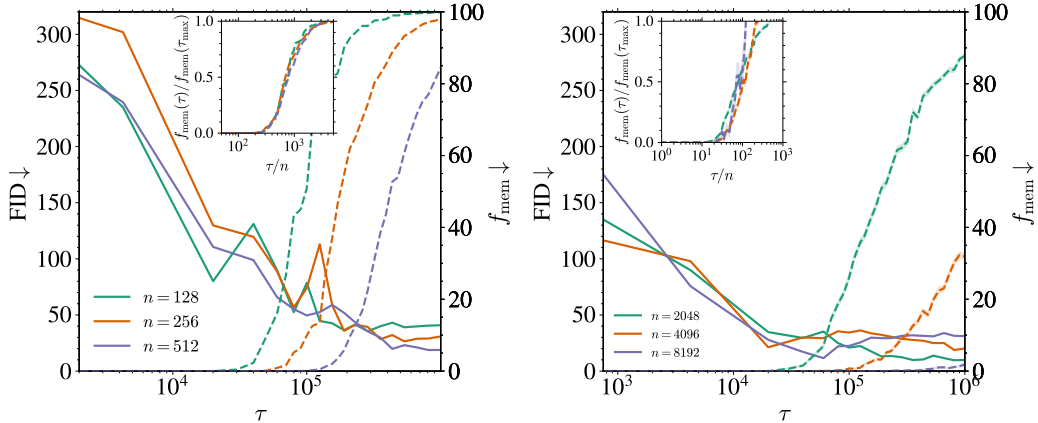 FID ↓
300
250
200
150
100
50
0
10^4
10^5
τ
100
80
60
40
20
0
f_mem ↓
n = 128
n = 256
n = 512
f_mem(τ)/f_mem(τ_max)
1.0
0.5
0.0
10^2
10^3
τ/n
FID ↓
300
250
200
150
100
50
0
10^3
10^4
10^5
10^6
τ
100
80
60
40
20
0
f_mem ↓
n = 2048
n = 4096
n = 8192
f_mem(τ)/f_mem(τ_max)
1.0
0.5
0.0
10^0
10^1
10^2
10^3
τ/n